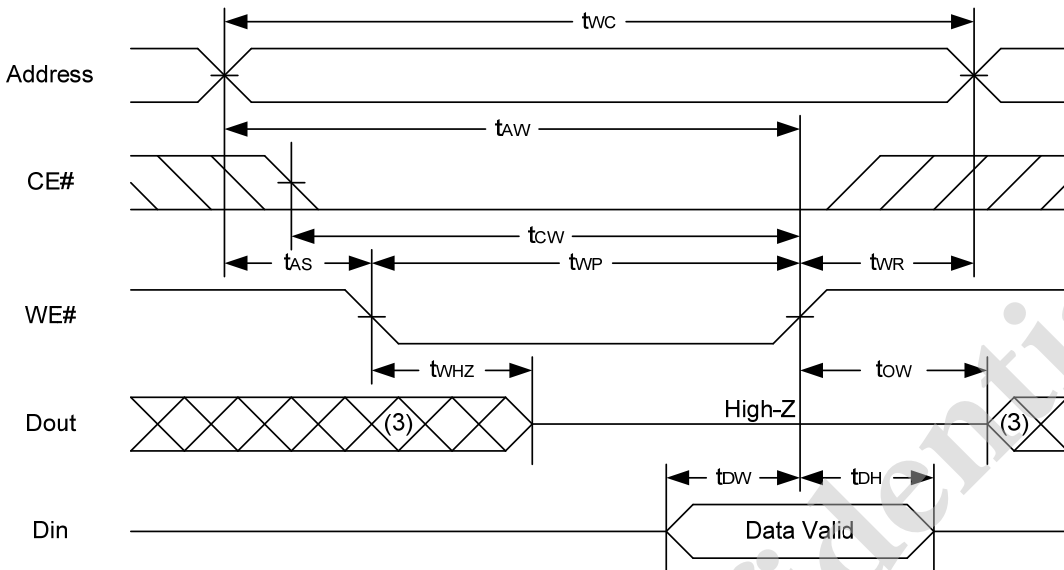 tWC
Address
tAW
CE#
tCW
tAS
tWP
tWR
WE#
tWHZ
tOW
Dout
(3)
High-Z
(3)
tDW
tDH
Din
Data Valid